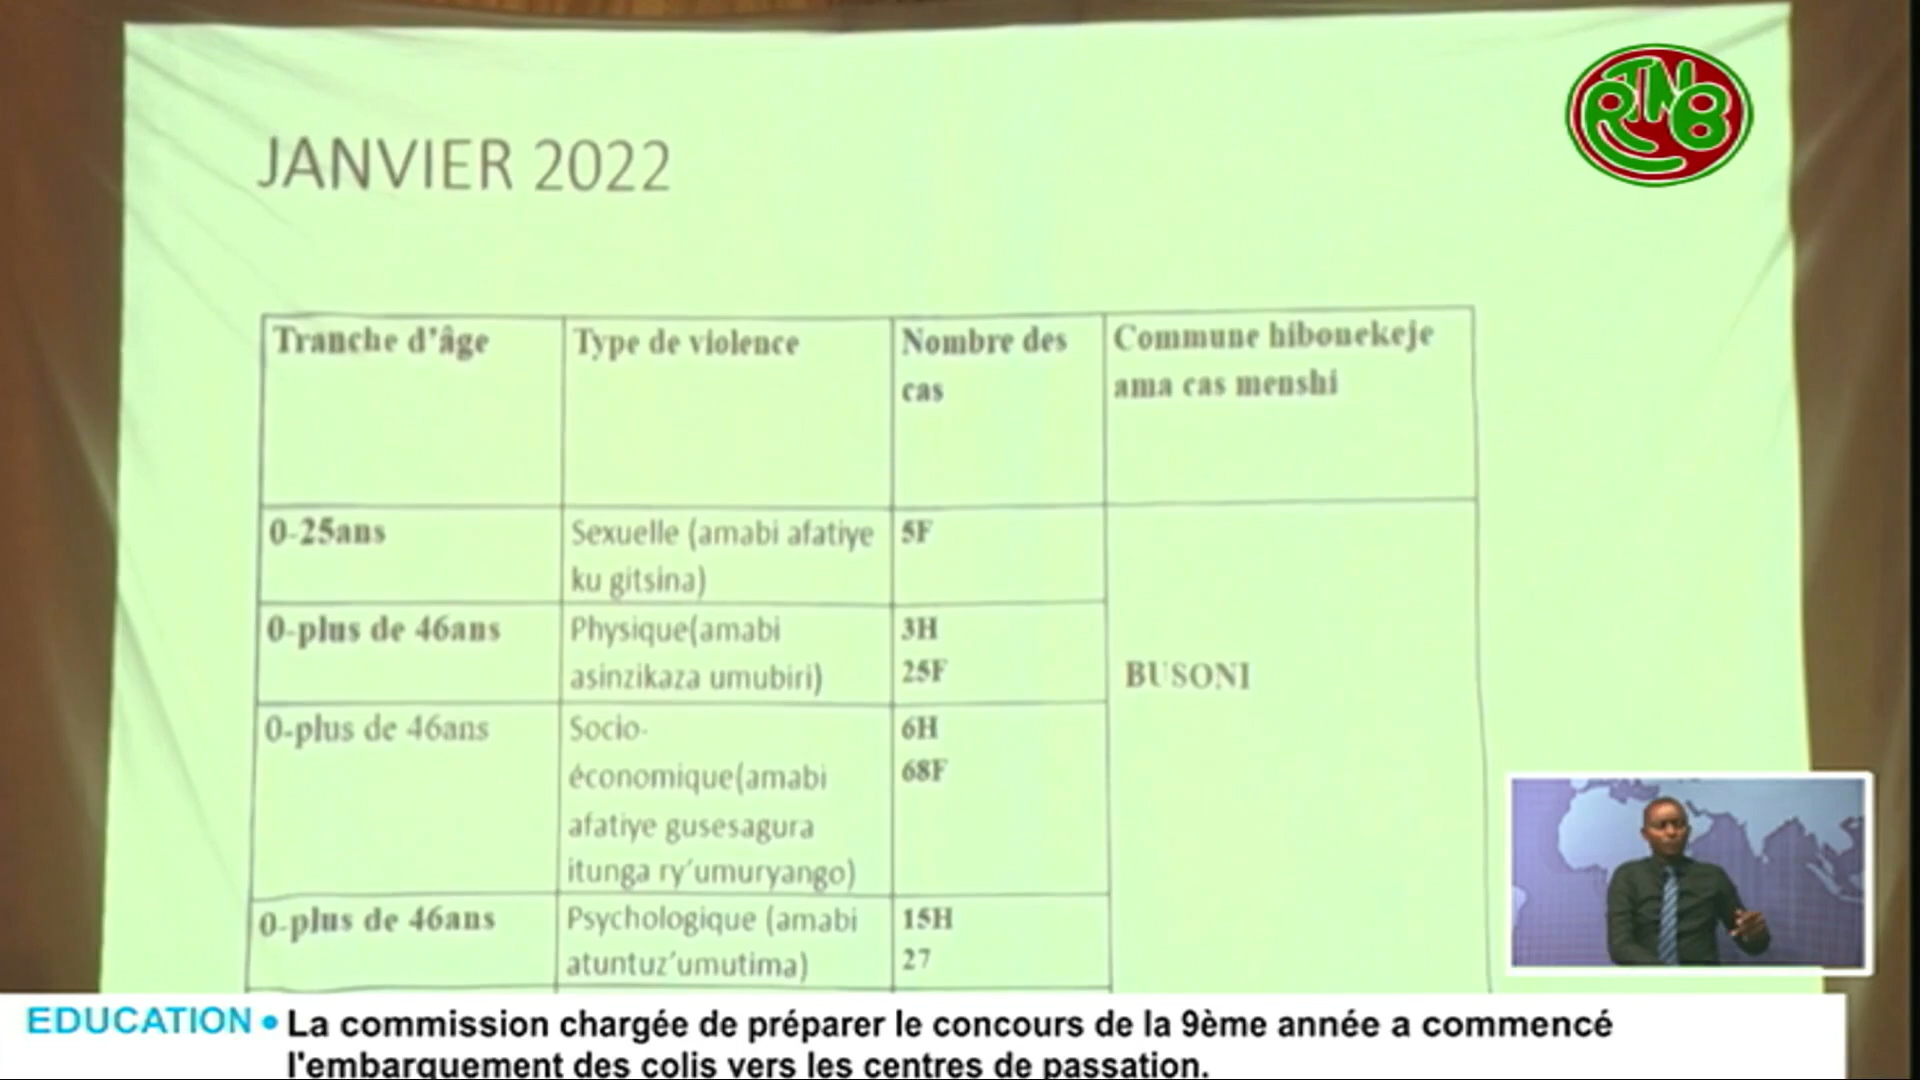 RTNB
JANVIER 2022
Tranche d'âge
Type de violence
Nombre des
cas
Commune hibonekeje
ama cas menshi
0-25ans
Sexuelle (amabi afatiye
ku gitsina)
5F
0-plus de 46ans
Physique(amabi
asinzikaza umubiri)
3H
25F
BUSONI
0-plus de 46ans
Socio-
économique(amabi
afatiye gusesagura
itunga ry'umuryango)
6H
68F
0-plus de 46ans
Psychologique (amabi
atuntuz'umutima)
15H
27
EDUCATION • La commission chargée de préparer le concours de la 9ème année a commencé
l'embarquement des colis vers les centres de passation.